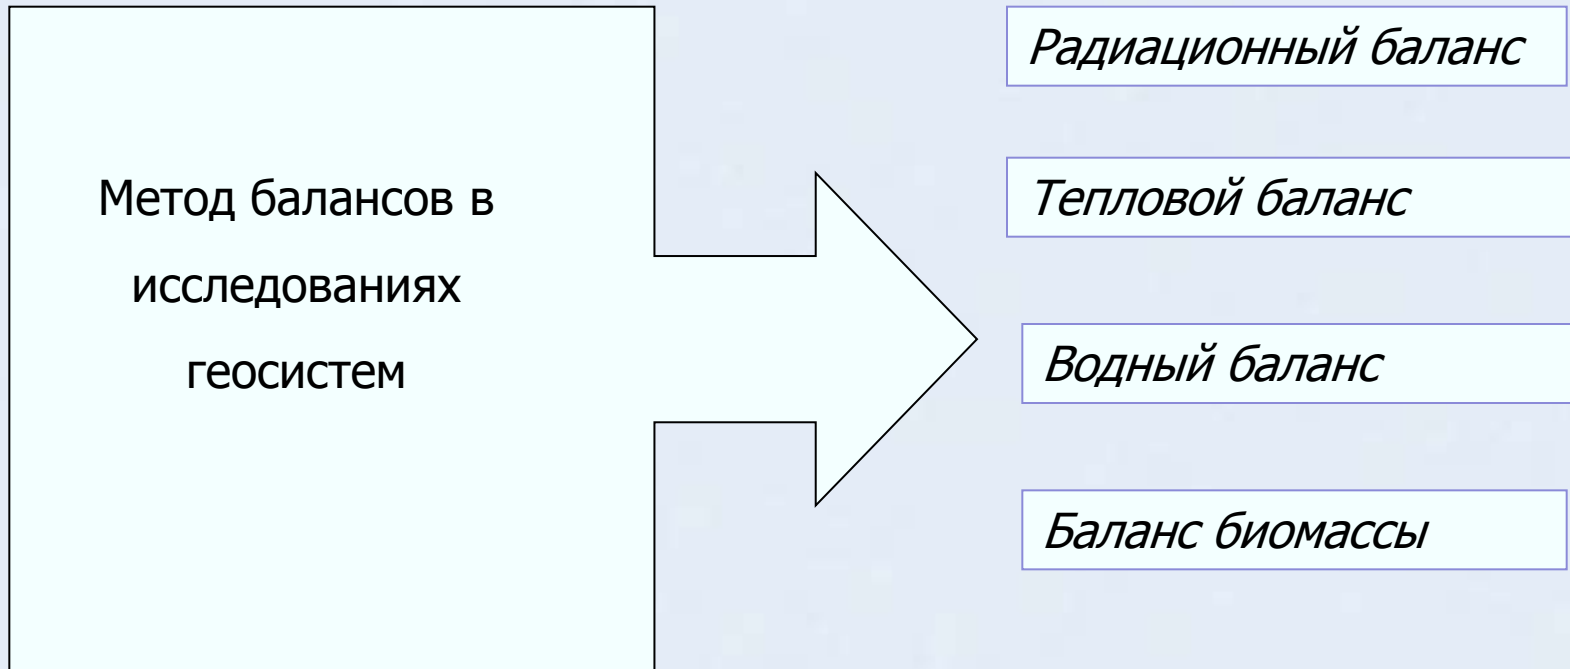 Метод балансов в
исследованиях
геосистем
Радиационный баланс
Тепловой баланс
Водный баланс
Баланс биомассы